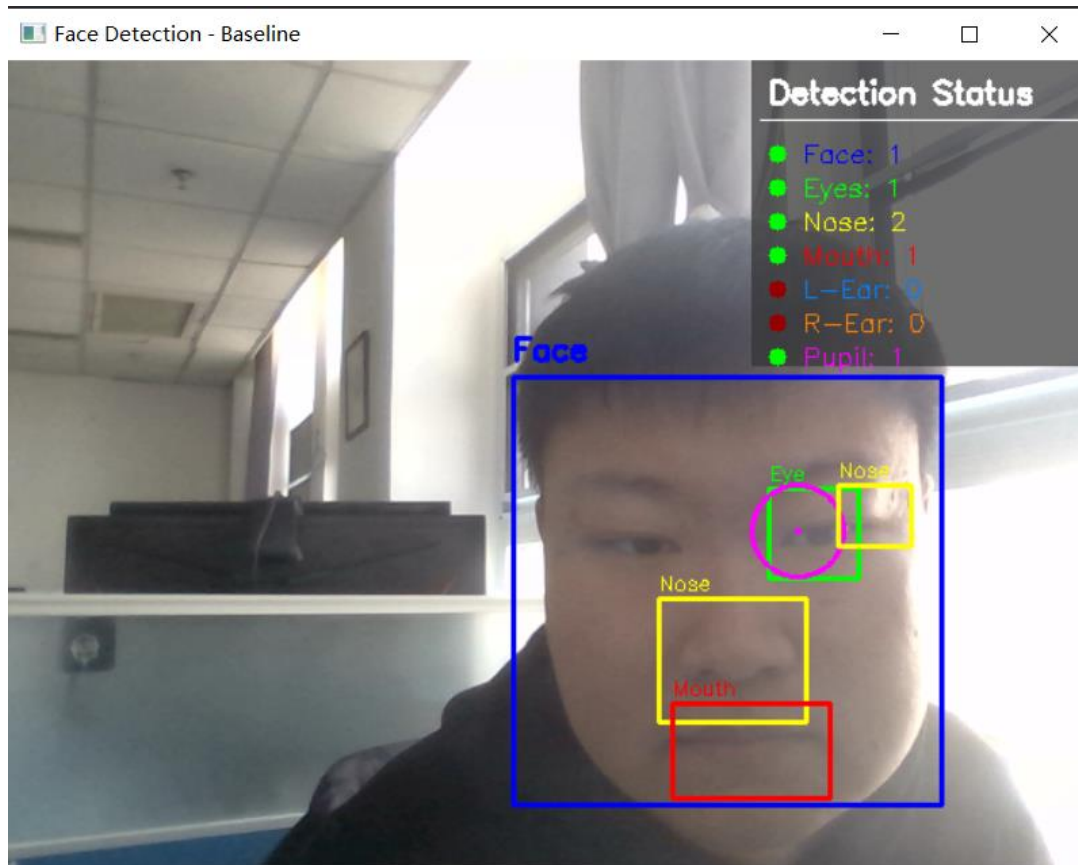 Face Detection - Baseline
Detection Status
Face: 1
Eyes: 1
Nose: 2
Mouth: 1
L-Ear: 0
R-Ear: 0
Pupil: 1
Face
Eye
Nose
Nose
Mouth